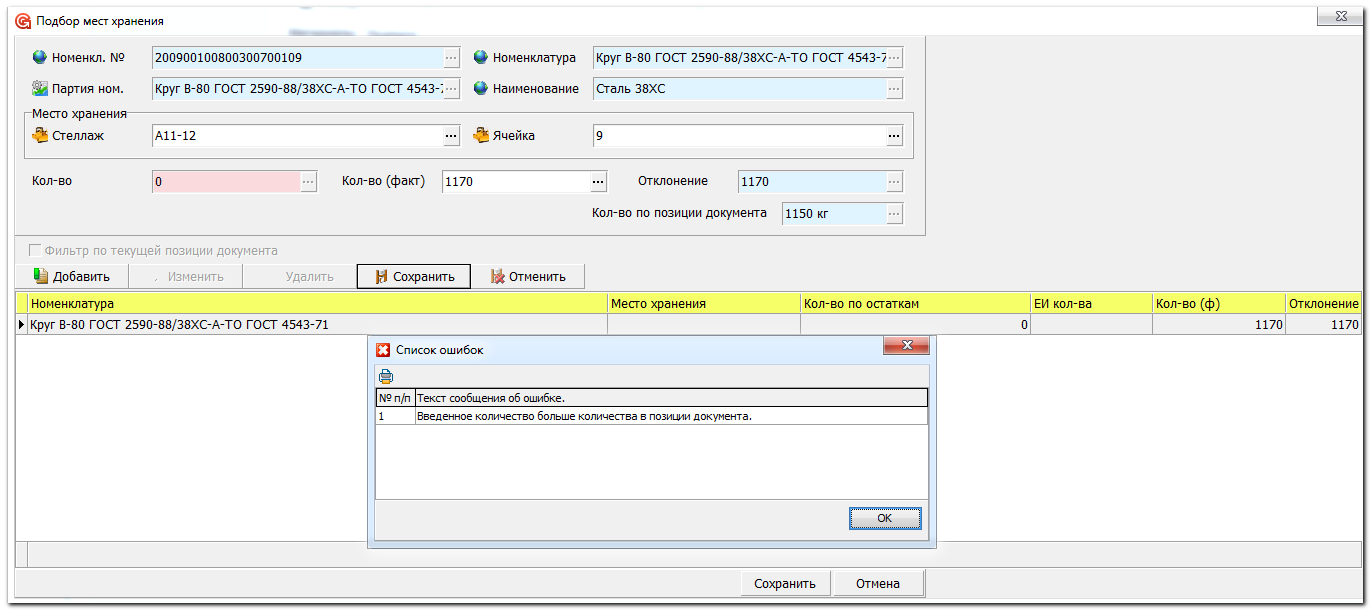 Подбор мест хранения
Номенкл. № 200900100800300700109 ... Номенклатура Круг В-80 ГОСТ 2590-88/38ХС-А-ТО ГОСТ 4543-7 ...
Партия ном. Круг В-80 ГОСТ 2590-88/38ХС-А-ТО ГОСТ 4543-7 ... Наименование Сталь 38ХС ...
Место хранения
Стеллаж А11-12 ... Ячейка 9 ...
Кол-во 0 ... Кол-во (факт) 1170 ... Отклонение 1170 ...
Кол-во по позиции документа 1150 кг ...
Фильтр по текущей позиции документа
Добавить Изменить Удалить Сохранить Отменить
Номенклатура Место хранения Кол-во по остаткам ЕИ кол-ва Кол-во (ф) Отклонение
Круг В-80 ГОСТ 2590-88/38ХС-А-ТО ГОСТ 4543-71 0 1170 1170
Список ошибок
№ п/п Текст сообщения об ошибке.
1 Введенное количество больше количества в позиции документа.
OK
Сохранить Отмена